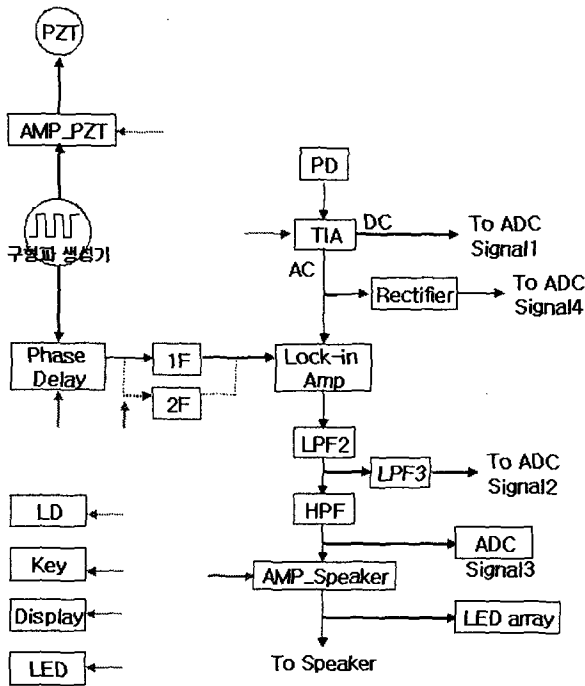 PZT
AMP_PZT
구형파 생성기
PD
TIA
DC
To ADC
Signal1
AC
Rectifier
To ADC
Signal4
Phase
Delay
1F
2F
Lock-in
Amp
LPF2
LPF3
To ADC
Signal2
HPF
ADC
Signal3
AMP_Speaker
LED array
To Speaker
LD
Key
Display
LED